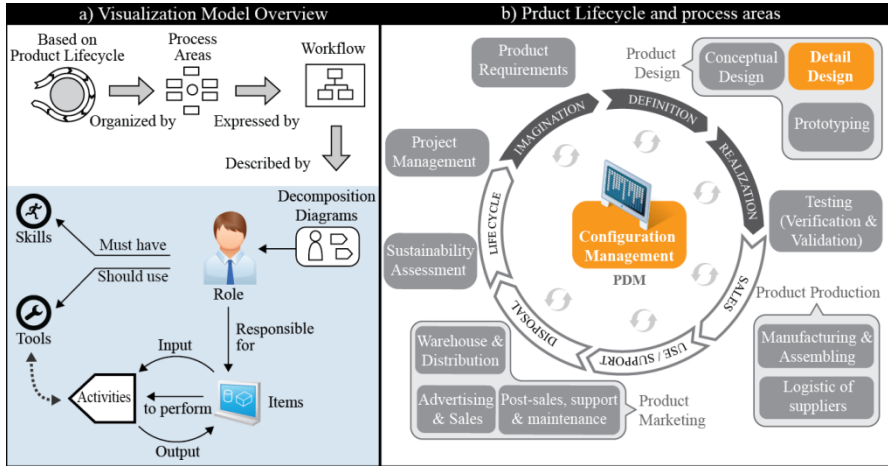 a) Visualization Model Overview
Based on
Product Lifecycle
Process
Areas
Workflow
Organized by
Expressed by
Described by
Decomposition
Diagrams
Skills
Must have
Should use
Tools
Role
Responsible
for
Input
Activities
to perform
Items
Output
b) Prduct Lifecycle and process areas
Product
Requirements
Product
Design
Conceptual
Design
Detail
Design
Prototyping
Project
Management
IMAGINATION
DEFINITION
REALIZATION
Testing
(Verification &
Validation)
LIFE CYCLE
Configuration
Management
PDM
Sustainability
Assessment
SALES
DISPOSAL
USE / SUPPORT
Product Production
Manufacturing &
Assembling
Logistic of
suppliers
Warehouse &
Distribution
Advertising
& Sales
Post-sales, support
& maintenance
Product
Marketing